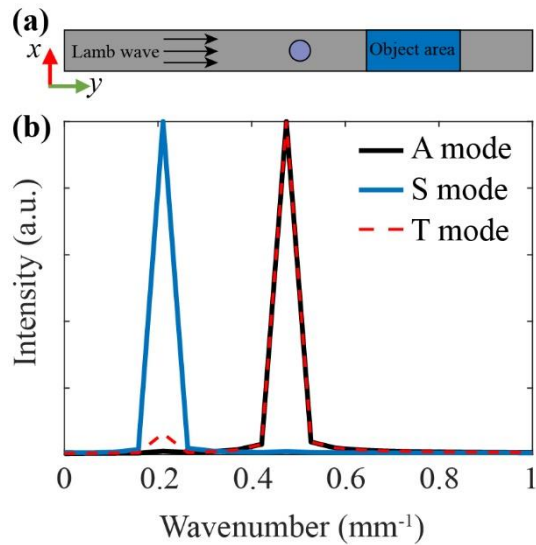 (a)
Lamb wave
Object area
x
y
(b)
A mode
S mode
T mode
Intensity (a.u.)
0 0.2 0.4 0.6 0.8 1
Wavenumber (mm⁻¹)